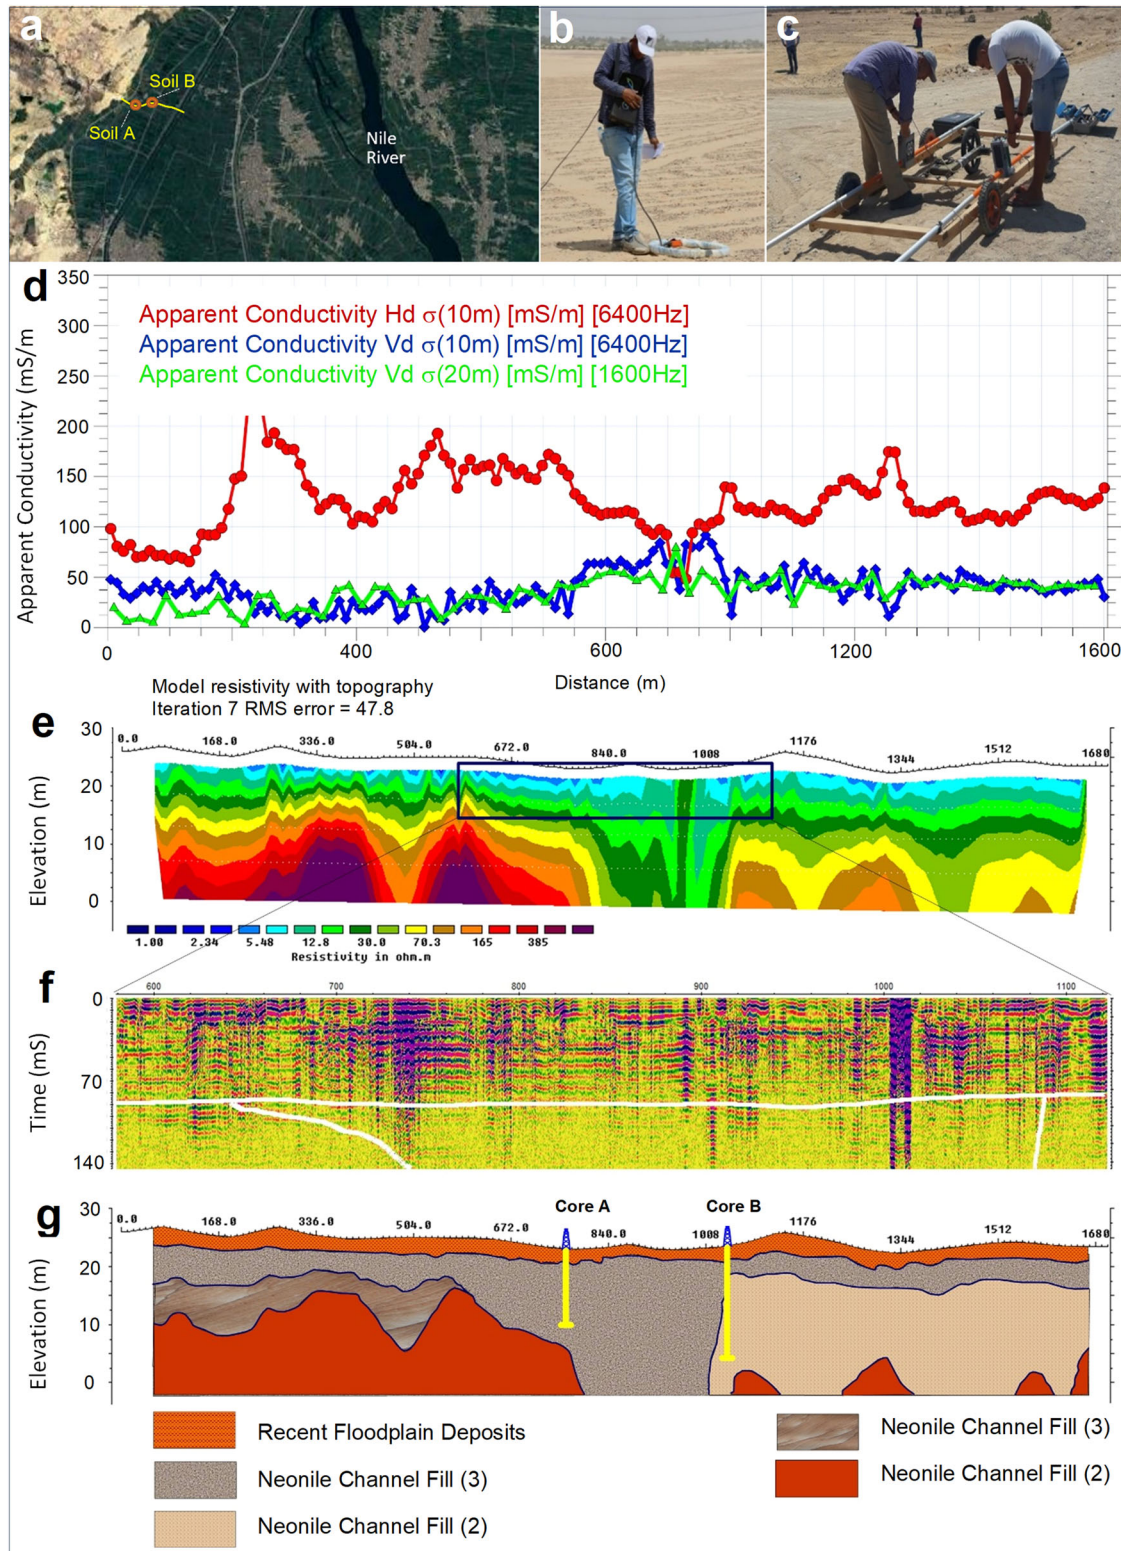 a
Soil B
Soil A
Nile
River
b
c
d
Apparent Conductivity (mS/m
350
300
250
200
150
100
50
0
Apparent Conductivity Hd σ(10m) [mS/m] [6400Hz]
Apparent Conductivity Vd σ(10m) [mS/m] [6400Hz]
Apparent Conductivity Vd σ(20m) [mS/m] [1600Hz]
0 400 600 1200 1600
Distance (m)
Model resistivity with topography
Iteration 7 RMS error = 47.8
e
Elevation (m)
30
20
10
0
0.0 168.0 336.0 504.0 672.0 840.0 1008 1176 1344 1512 1680
1.00 2.34 5.48 12.8 30.0 70.3 165 385
Resistivity in ohm.m
f
Time (mS)
600 700 800 900 1000 1100
0
70
140
g
Core A
Core B
Elevation (m)
30
20
10
0
0.0 168.0 336.0 504.0 672.0 840.0 1008 1176 1344 1512 1680
Recent Floodplain Deposits
Neonile Channel Fill (3)
Neonile Channel Fill (2)
Neonile Channel Fill (3)
Neonile Channel Fill (2)